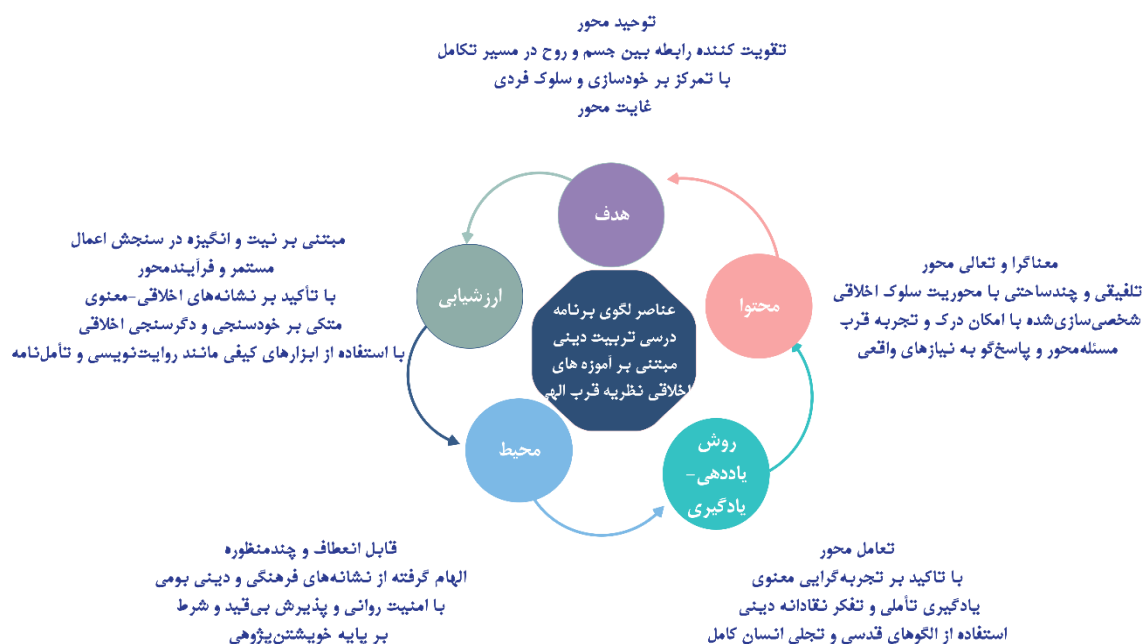 توحید محور
تقویت کننده رابطه بین جسم و روح در مسیر تکامل
با تمرکز بر خودسازی و سلوک فردی
غایت محور
هدف
محتوا
معناگرا و تعالی محور
تلفیقی و چندساحتی با محوریت سلوک اخلاقی
شخصی‌سازی‌شده با امکان درک و تجربه قرب
مسئله‌محور و پاسخ‌گو به نیازهای واقعی
ارزشیابی
مبتنی بر نیت و انگیزه در سنجش اعمال
مستمر و فرآیندمحور
با تأکید بر نشانه‌های اخلاقی-معنوی
متکی بر خودسنجی و دگرسنجی اخلاقی
با استفاده از ابزارهای کیفی مانند روایت‌نویسی و تأمل‌نامه
عناصر لگوی برنامه
درسی تربیت دینی
مبتنی بر آموزه های
اخلاقی نظریه قرب الهی
روش
یاددهی-
یادگیری
محیط
تعامل محور
با تاکید بر تجربه‌گرایی معنوی
یادگیری تأملی و تفکر نقادانه دینی
استفاده از الگوهای قدسی و تجلی انسان کامل
قابل انعطاف و چندمنظوره
الهام گرفته از نشانه‌های فرهنگی و دینی بومی
با امنیت روانی و پذیرش بی‌قید و شرط
بر پایه خویشتن‌پژوهی